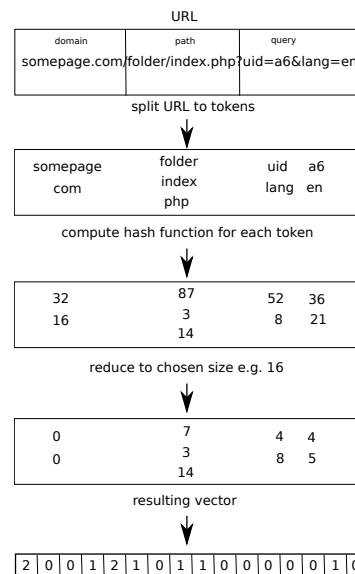 URL
domain path query
somepage.com/folder/index.php?uid=a6&lang=en
split URL to tokens
somepage folder uid a6
com index lang en
php
compute hash function for each token
32 87 52 36
16 3 8 21
14
reduce to chosen size e.g. 16
0 7 4 4
0 3 8 5
14
resulting vector
2 0 0 1 2 1 0 1 1 0 0 0 0 0 1 0